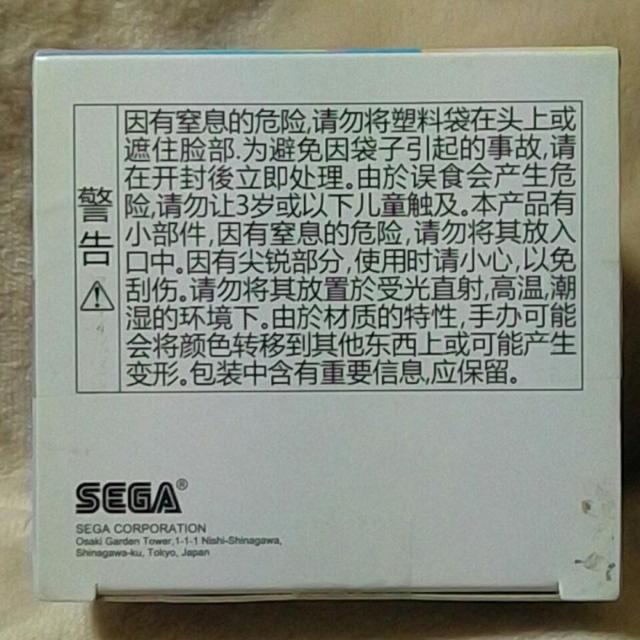 警告
因有窒息的危险,请勿将塑料袋在头上或
遮住脸部.为避免因袋子引起的事故,请
在开封後立即处理。由於误食会产生危
险,请勿让3岁或以下儿童触及。本产品有
小部件,因有窒息的危险,请勿将其放入
口中。因有尖锐部分,使用时请小心,以免
刮伤。请勿将其放置於受光直射,高温,潮
湿的环境下。由於材质的特性,手办可能
会将颜色转移到其他东西上或可能产生
变形。包装中含有重要信息,应保留。
SEGA®
SEGA CORPORATION
Osaki Garden Tower,1-1-1 Nishi-Shinagawa,
Shinagawa-ku, Tokyo, Japan